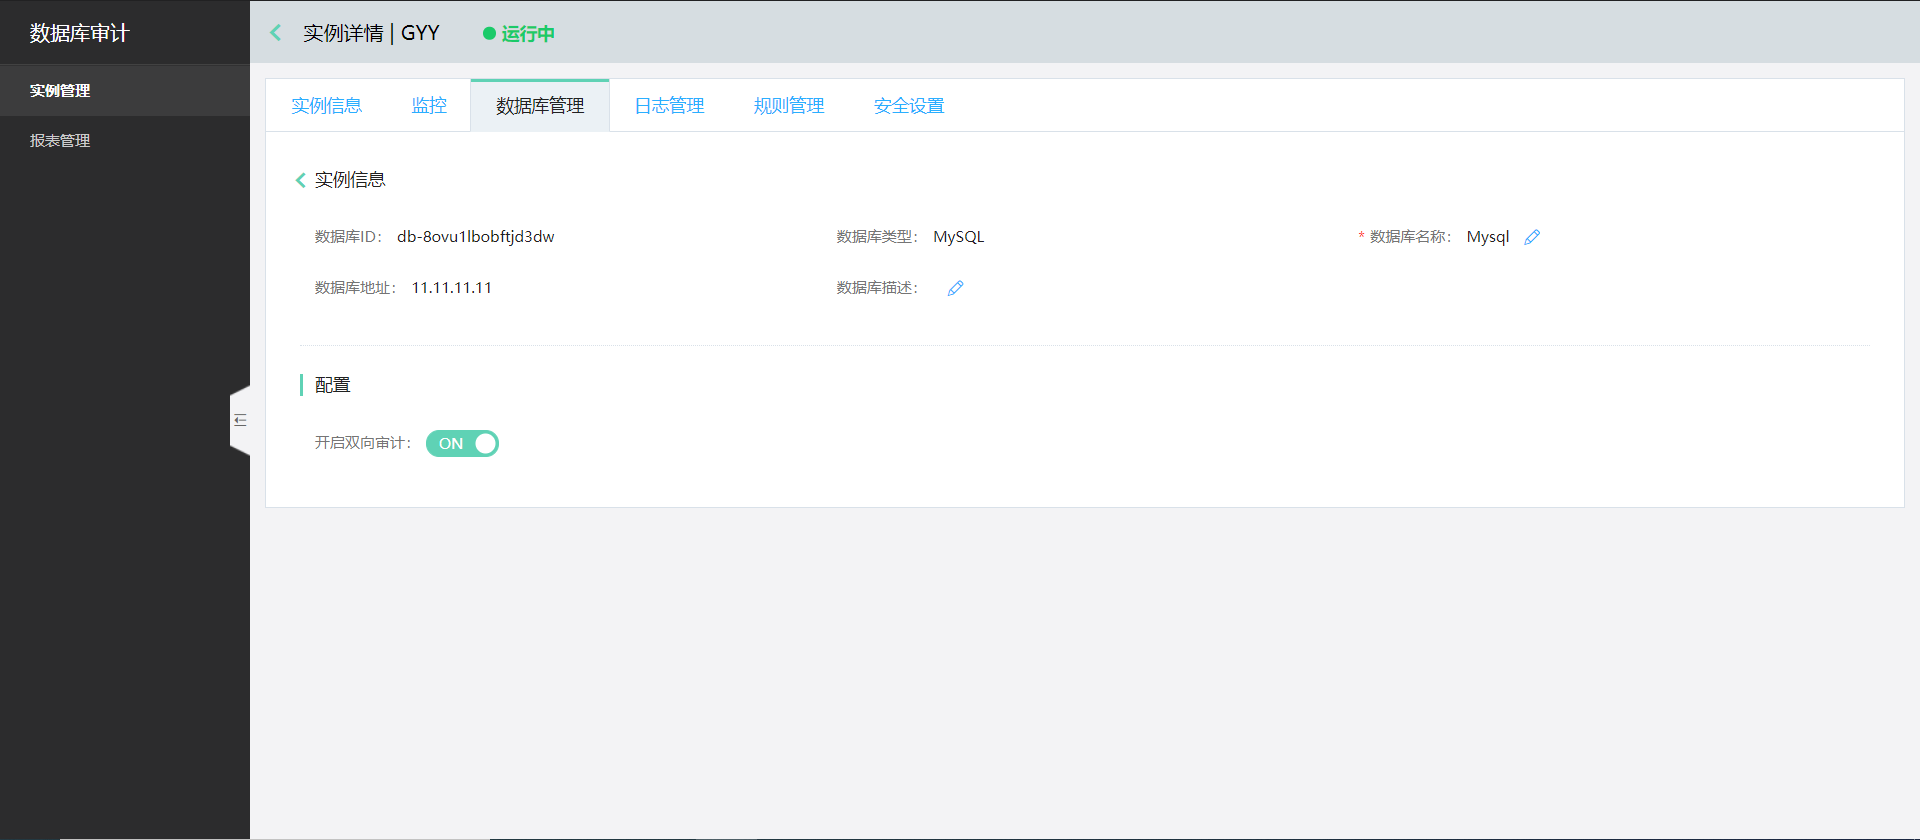 数据库审计
实例管理
报表管理
实例详情 | GYY 运行中
实例信息 监控 数据库管理 日志管理 规则管理 安全设置
实例信息
数据库ID： db-8ovu1lbobftjd3dw 数据库类型： MySQL * 数据库名称： Mysql
数据库地址： 11.11.11.11 数据库描述：
配置
开启双向审计： ON